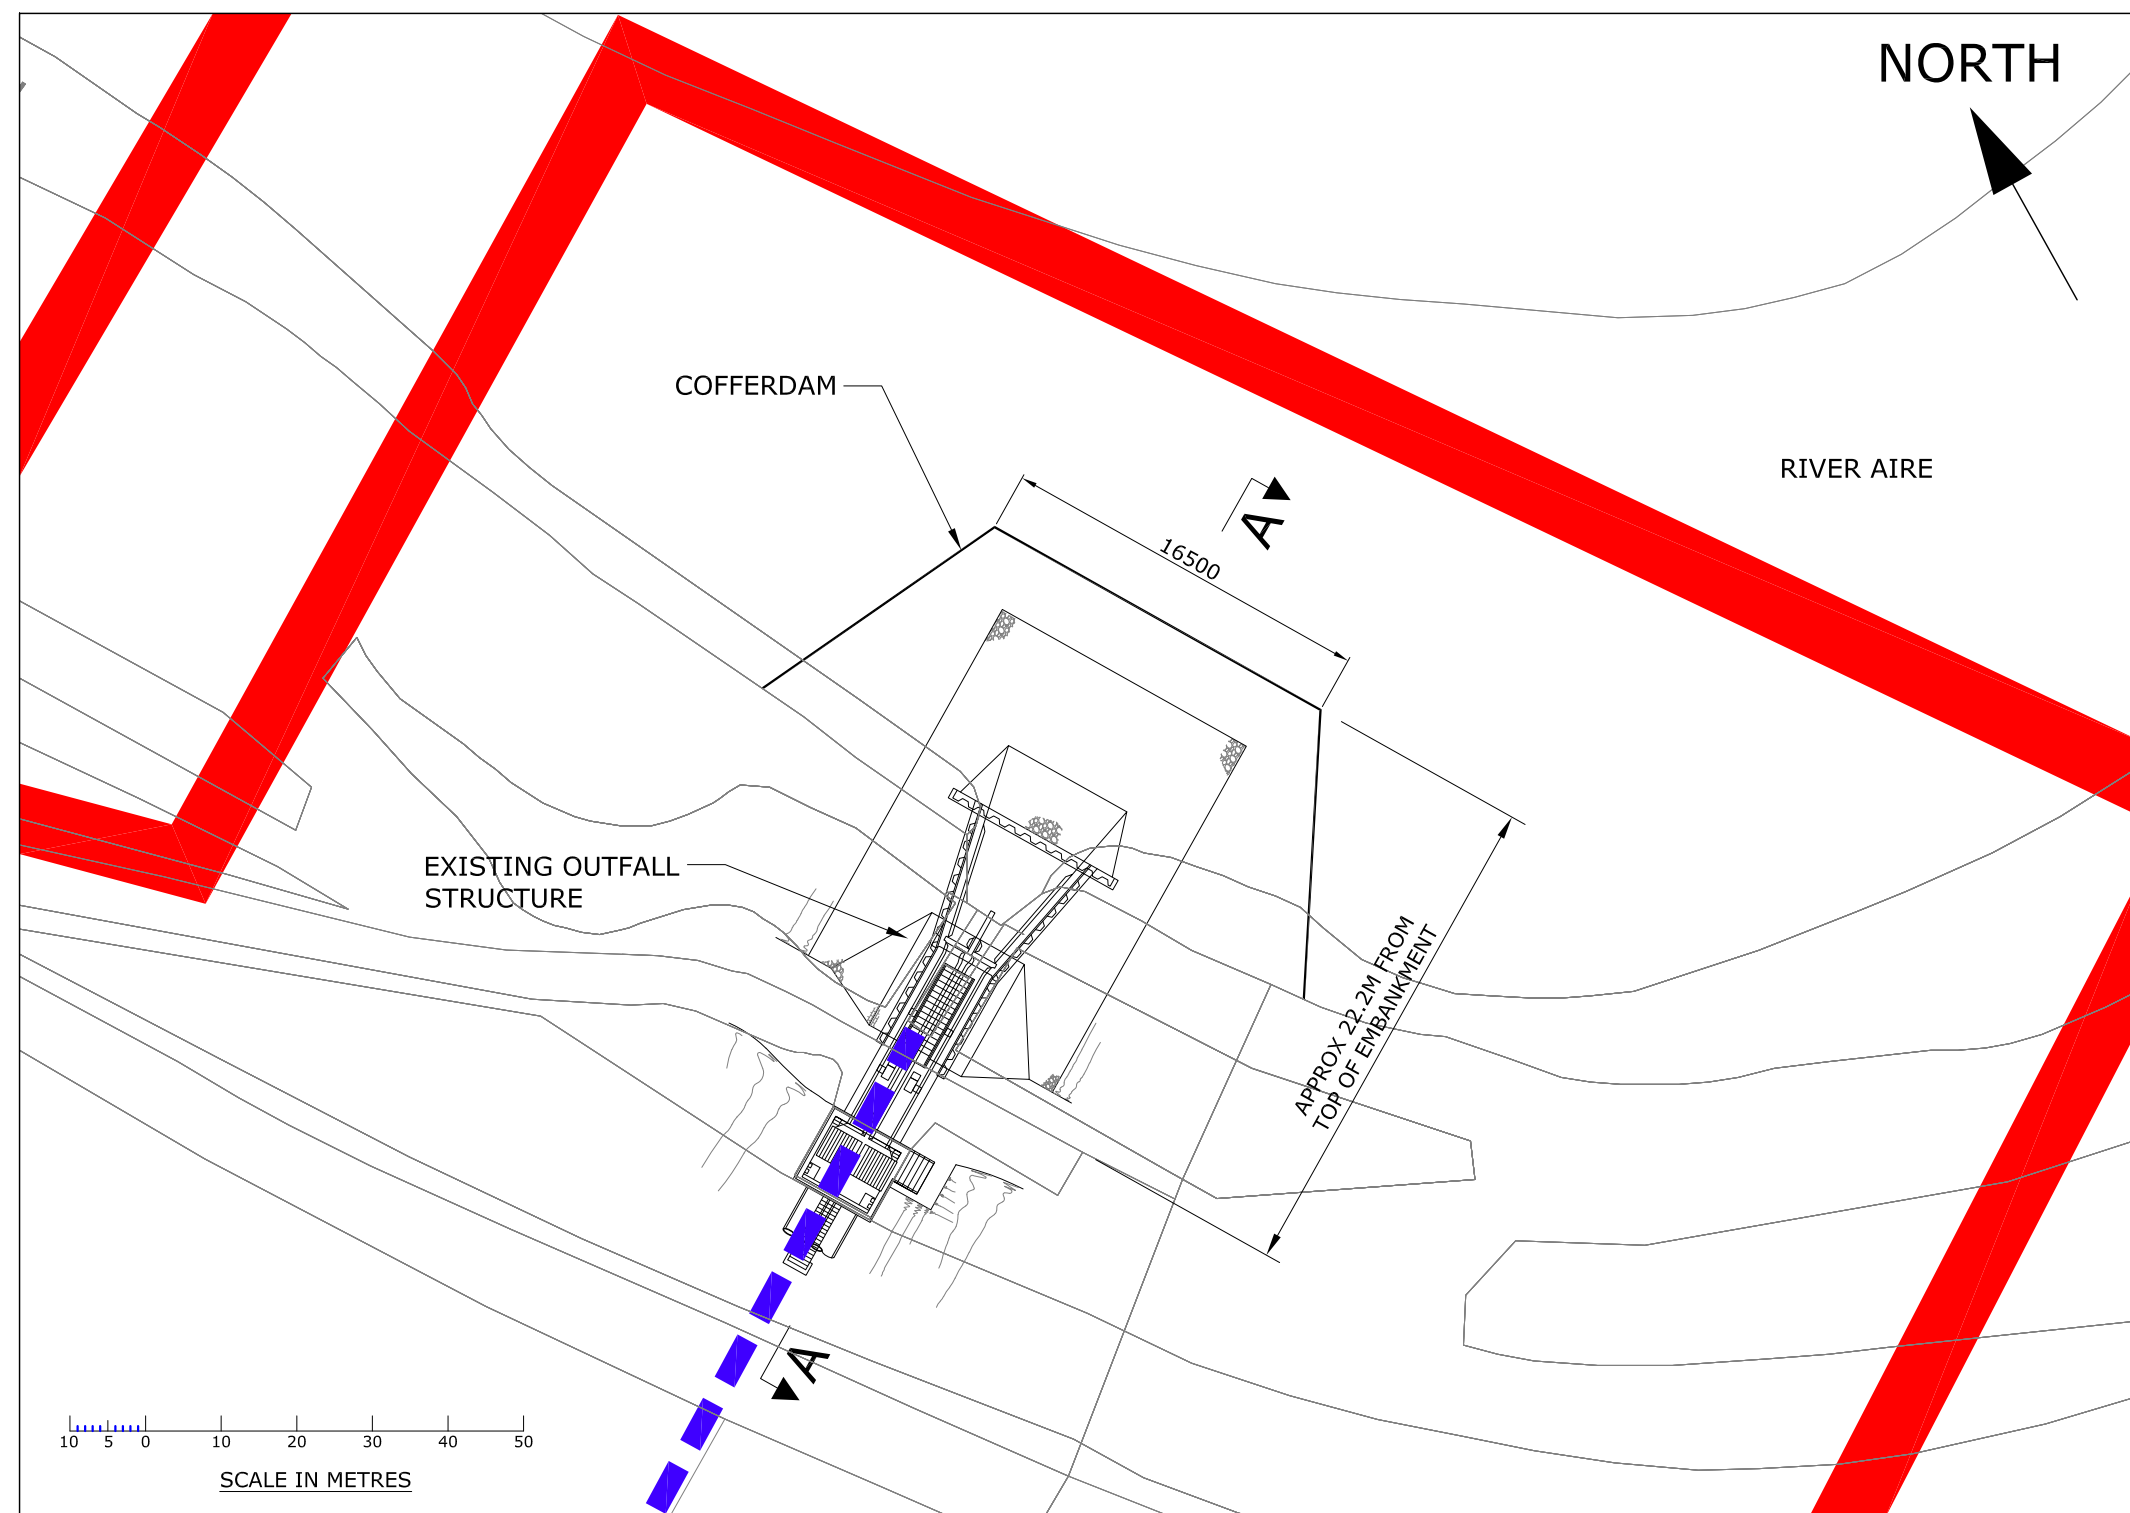 NORTH
COFFERDAM
RIVER AIRE
A
16500
EXISTING OUTFALL
STRUCTURE
APPROX 22.2M FROM
TOP OF EMBANKMENT
A
10 5 0 10 20 30 40 50
SCALE IN METRES